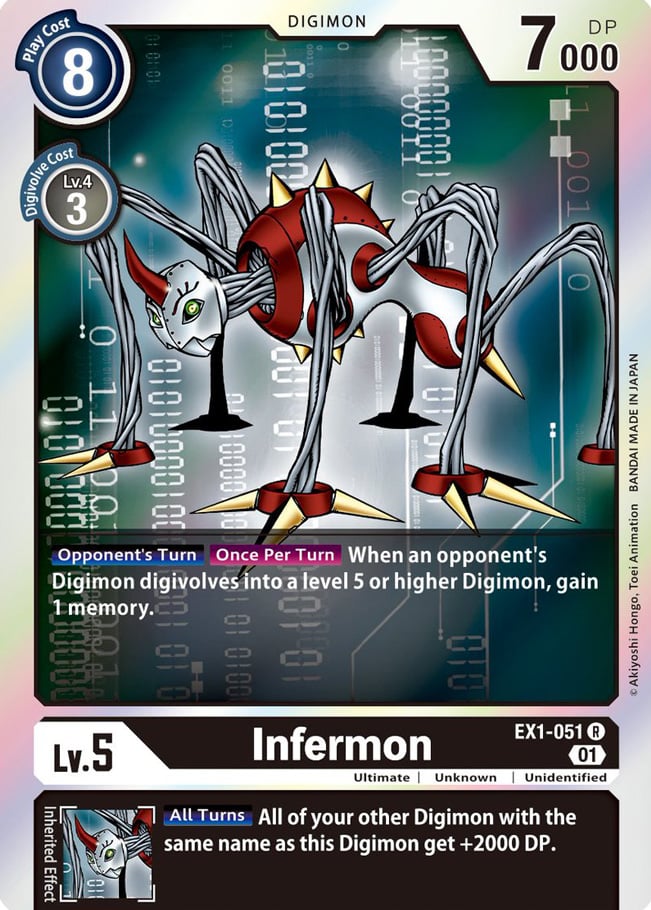 DIGIMON
Play Cost
8
7000
DP
Digivolve Cost
Lv.4
3
Opponent's Turn Once Per Turn When an opponent's
Digimon digivolves into a level 5 or higher Digimon, gain
1 memory.
© Akiyoshi Hongo, Toei Animation BANDAI MADE IN JAPAN
Lv.5
Infermon
EX1-051 R
01
Ultimate | Unknown | Unidentified
Inherited Effect
All Turns All of your other Digimon with the
same name as this Digimon get +2000 DP.